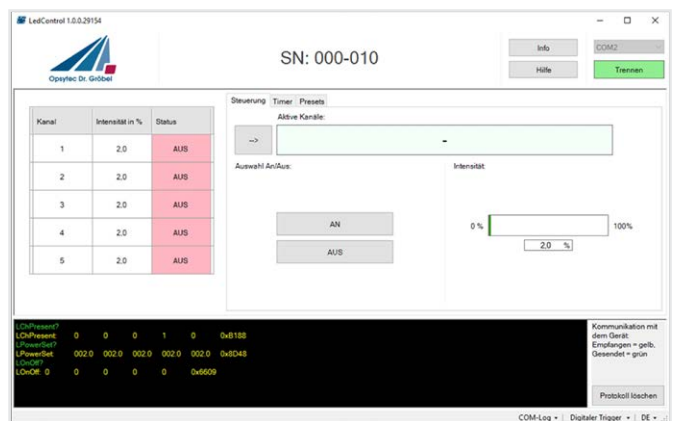 LedControl 1.0.0.29154
Opsytec Dr. Gröbel
SN: 000-010
Info
COM2
Hilfe
Trennen
Kanal Intensität in % Status
1 2,0 AUS
2 2,0 AUS
3 2,0 AUS
4 2,0 AUS
5 2,0 AUS
Steuerung Timer Presets
Aktive Kanäle:
-->
-
Auswahl An/Aus:
AN
AUS
Intensität:
0 % 100%
2,0 %
LChPresent?
LChPresent: 0 0 0 1 0 0xB188
LPowerSet?
LPowerSet: 002.0 002.0 002.0 002.0 002.0 0x8D48
LOnOff?
LOnOff: 0 0 0 0 0 0x6609
Kommunikation mit
dem Gerät:
Empfangen = gelb,
Gesendet = grün
Protokoll löschen
COM-Log Digitaler Trigger DE